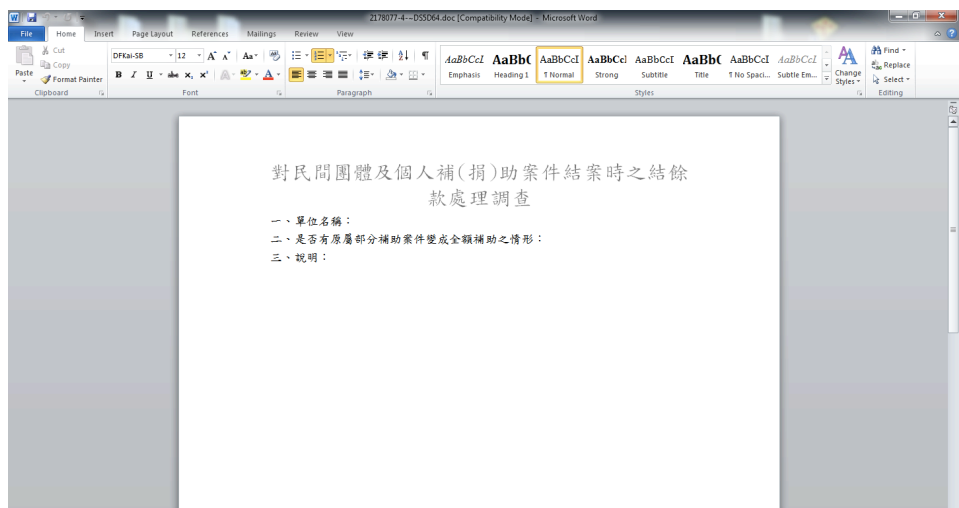 2178077-4---DS5D64.doc [Compatibility Mode] - Microsoft Word
File Home Insert Page Layout References Mailings Review View
Paste
Cut
Copy
Format Painter
Clipboard
DFKai-SB 12
Font
Paragraph
AaBbCcI AaBbC AaBbCcI AaBbCcl AaBbCcI AaBbC AaBbCcI AaBbCcI
Emphasis Heading 1 ¶ Normal Strong Subtitle Title ¶ No Spaci... Subtle Em...
Change Styles
Styles
Find
Replace
Select
Editing
對民間團體及個人補(捐)助案件結案時之結餘
款處理調查
一、單位名稱：
二、是否有原屬部分補助案件變成全額補助之情形：
三、說明：